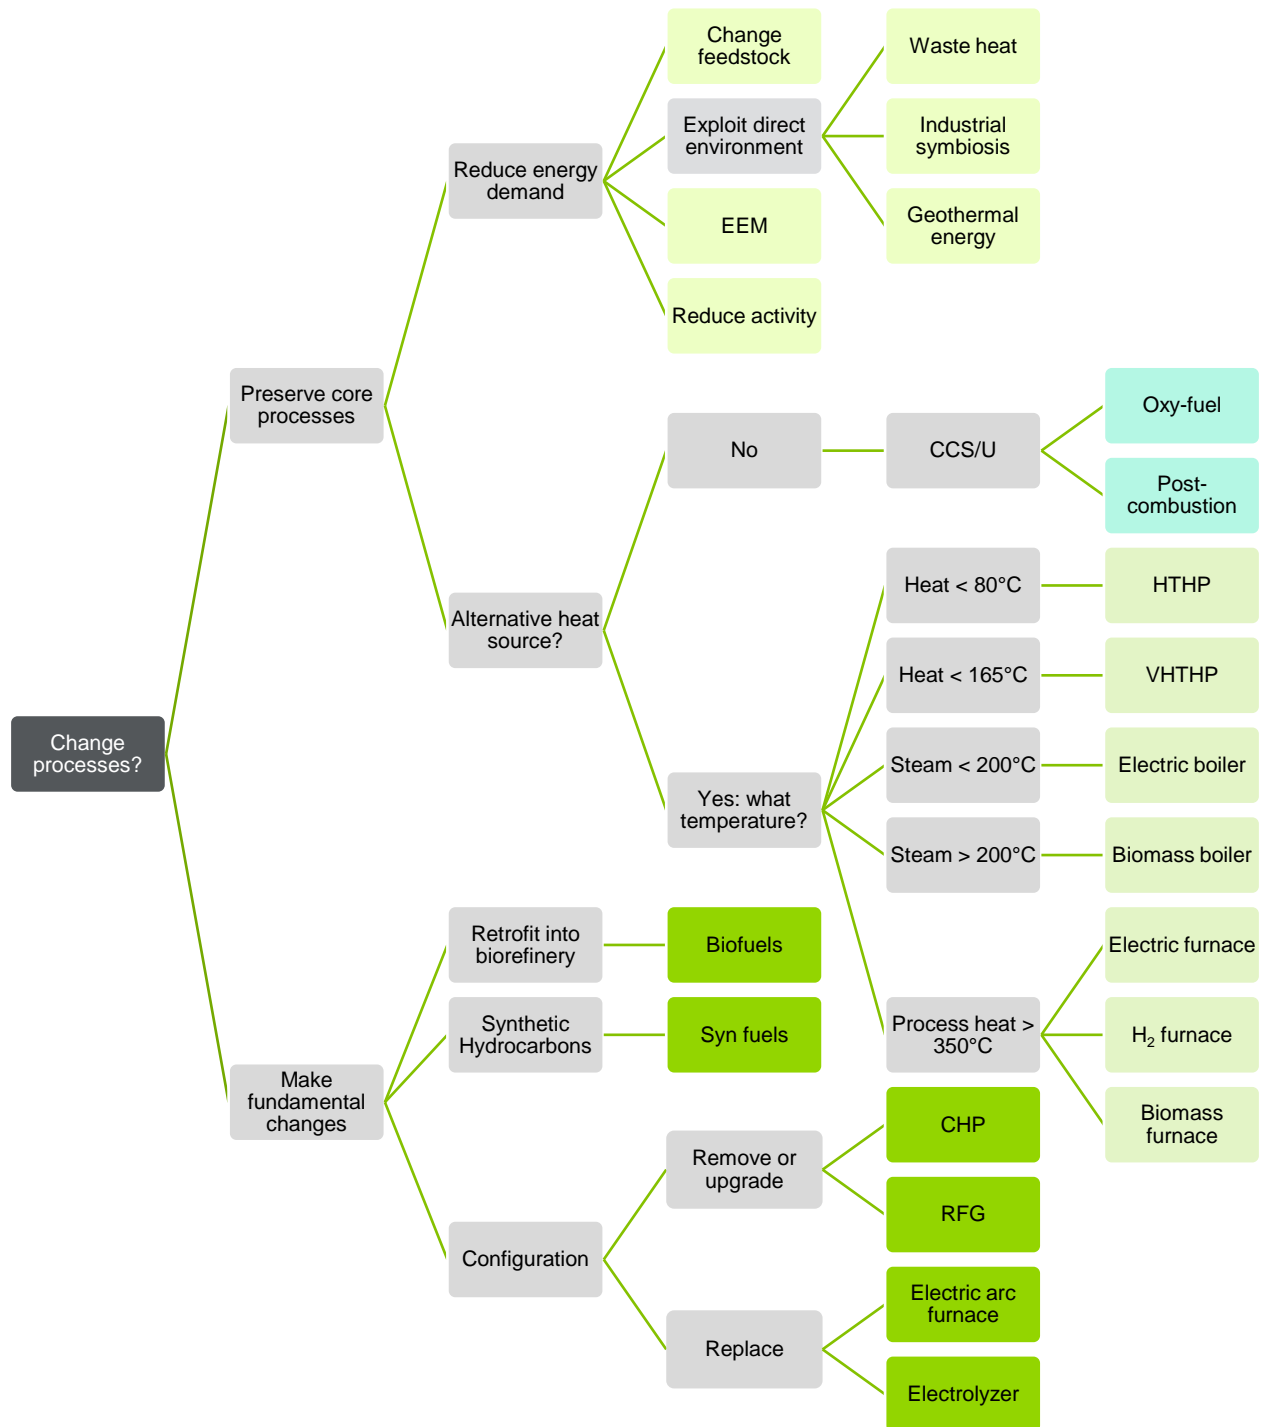 Change
feedstock
Waste heat
Exploit direct
environment
Industrial
symbiosis
Reduce energy
demand
EEM
Geothermal
energy
Reduce activity
Preserve core
processes
Oxy-fuel
No
CCS/U
Post-
combustion
Heat < 80°C
HTHP
Alternative heat
source?
Heat < 165°C
VHTHP
Change
processes?
Steam < 200°C
Electric boiler
Yes: what
temperature?
Steam > 200°C
Biomass boiler
Retrofit into
biorefinery
Biofuels
Electric furnace
Synthetic
Hydrocarbons
Syn fuels
Process heat >
350°C
H₂ furnace
Make
fundamental
changes
CHP
Biomass
furnace
Remove or
upgrade
RFG
Configuration
Electric arc
furnace
Replace
Electrolyzer